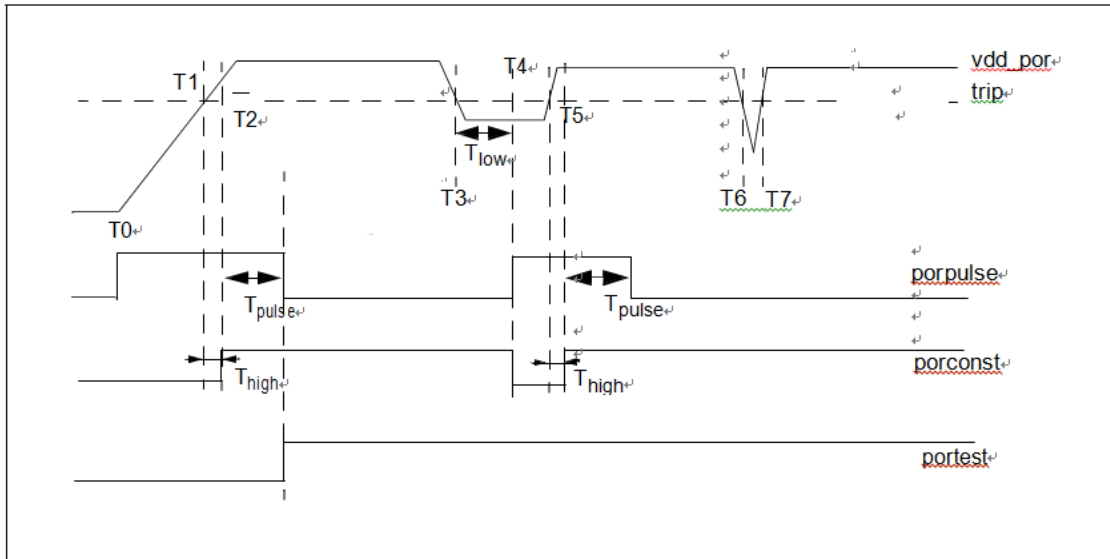 T1
T4↵
vdd_por↵
trip↵
T2↵
T5↵
Tlow↵
T3↵
T6↵ T7↵
T0↵
porpulse↵
Tpulse↵
Tpulse↵
porconst↵
Thigh↵
Thigh↵
portest↵